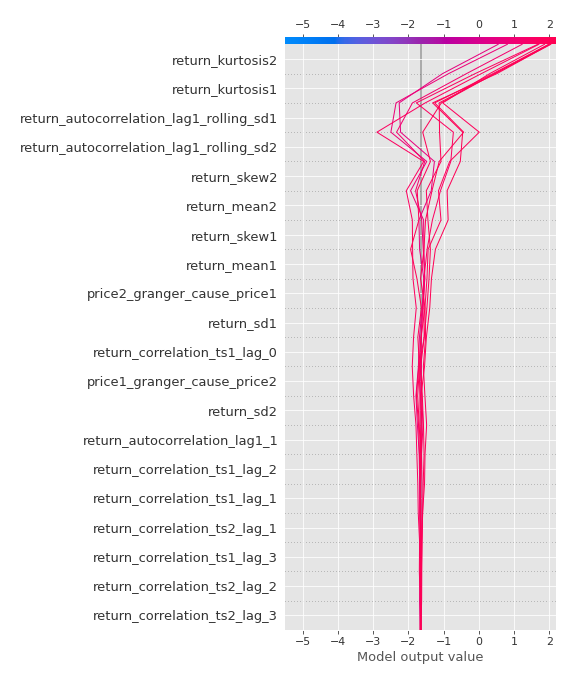 −5 −4 −3 −2 −1 0 1 2
return_kurtosis2
return_kurtosis1
return_autocorrelation_lag1_rolling_sd1
return_autocorrelation_lag1_rolling_sd2
return_skew2
return_mean2
return_skew1
return_mean1
price2_granger_cause_price1
return_sd1
return_correlation_ts1_lag_0
price1_granger_cause_price2
return_sd2
return_autocorrelation_lag1_1
return_correlation_ts1_lag_2
return_correlation_ts1_lag_1
return_correlation_ts2_lag_1
return_correlation_ts1_lag_3
return_correlation_ts2_lag_2
return_correlation_ts2_lag_3
−5 −4 −3 −2 −1 0 1 2
Model output value